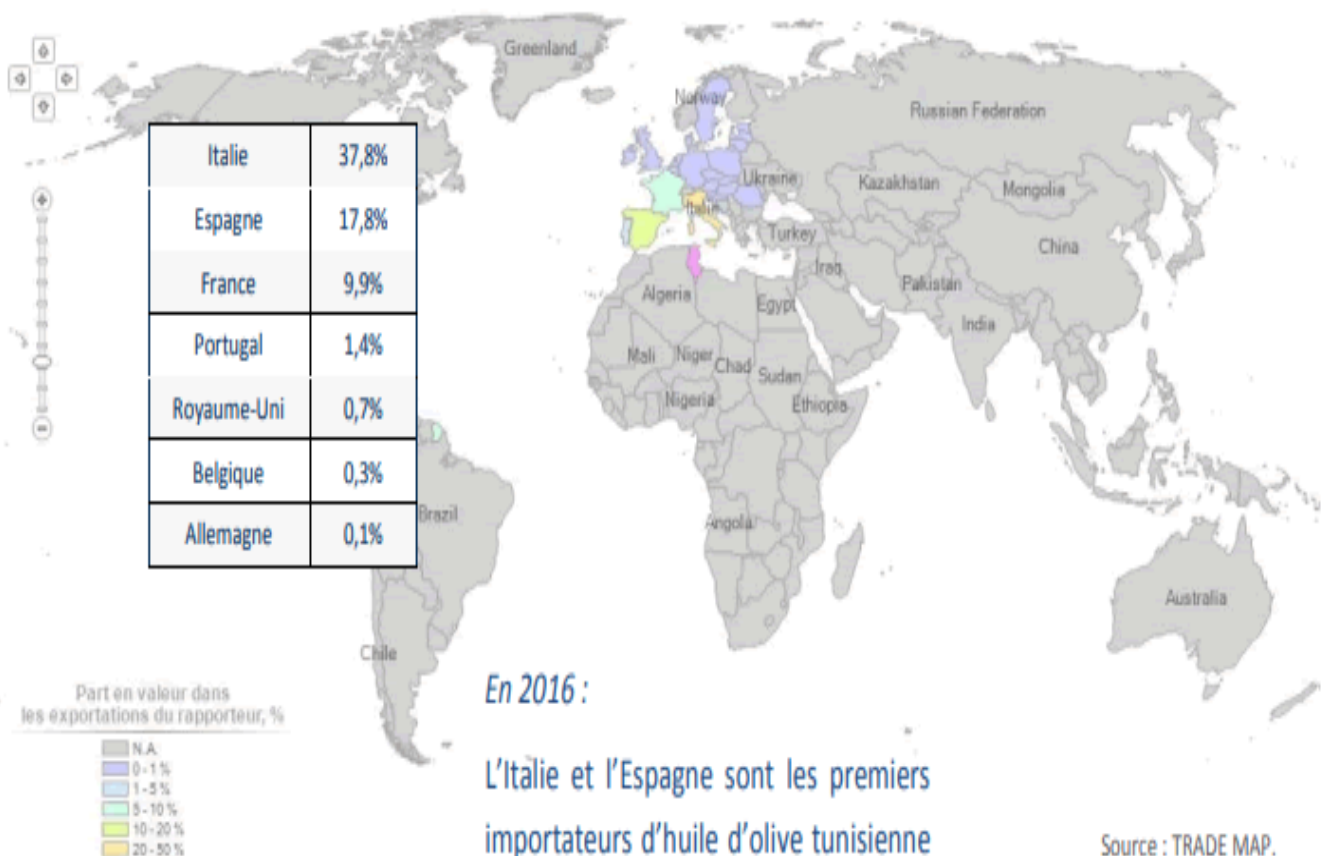 Greenland
Norway
Russian Federation
Ukraine
Kazakhstan
Mongolia
Italie
Turkey
China
Iraq
Algeria
Pakistan
Egypt
India
Mali
Niger
Chad
Sudan
Nigeria
Ethiopia
Brazil
Angola
Australia
Chile
Italie 37,8%
Espagne 17,8%
France 9,9%
Portugal 1,4%
Royaume-Uni 0,7%
Belgique 0,3%
Allemagne 0,1%
Part en valeur dans
les exportations du rapporteur, %
N.A.
0 - 1 %
1 - 5 %
5 - 10 %
10 - 20 %
20 - 50 %
En 2016 :
L'Italie et l'Espagne sont les premiers
importateurs d'huile d'olive tunisienne
Source : TRADE MAP.